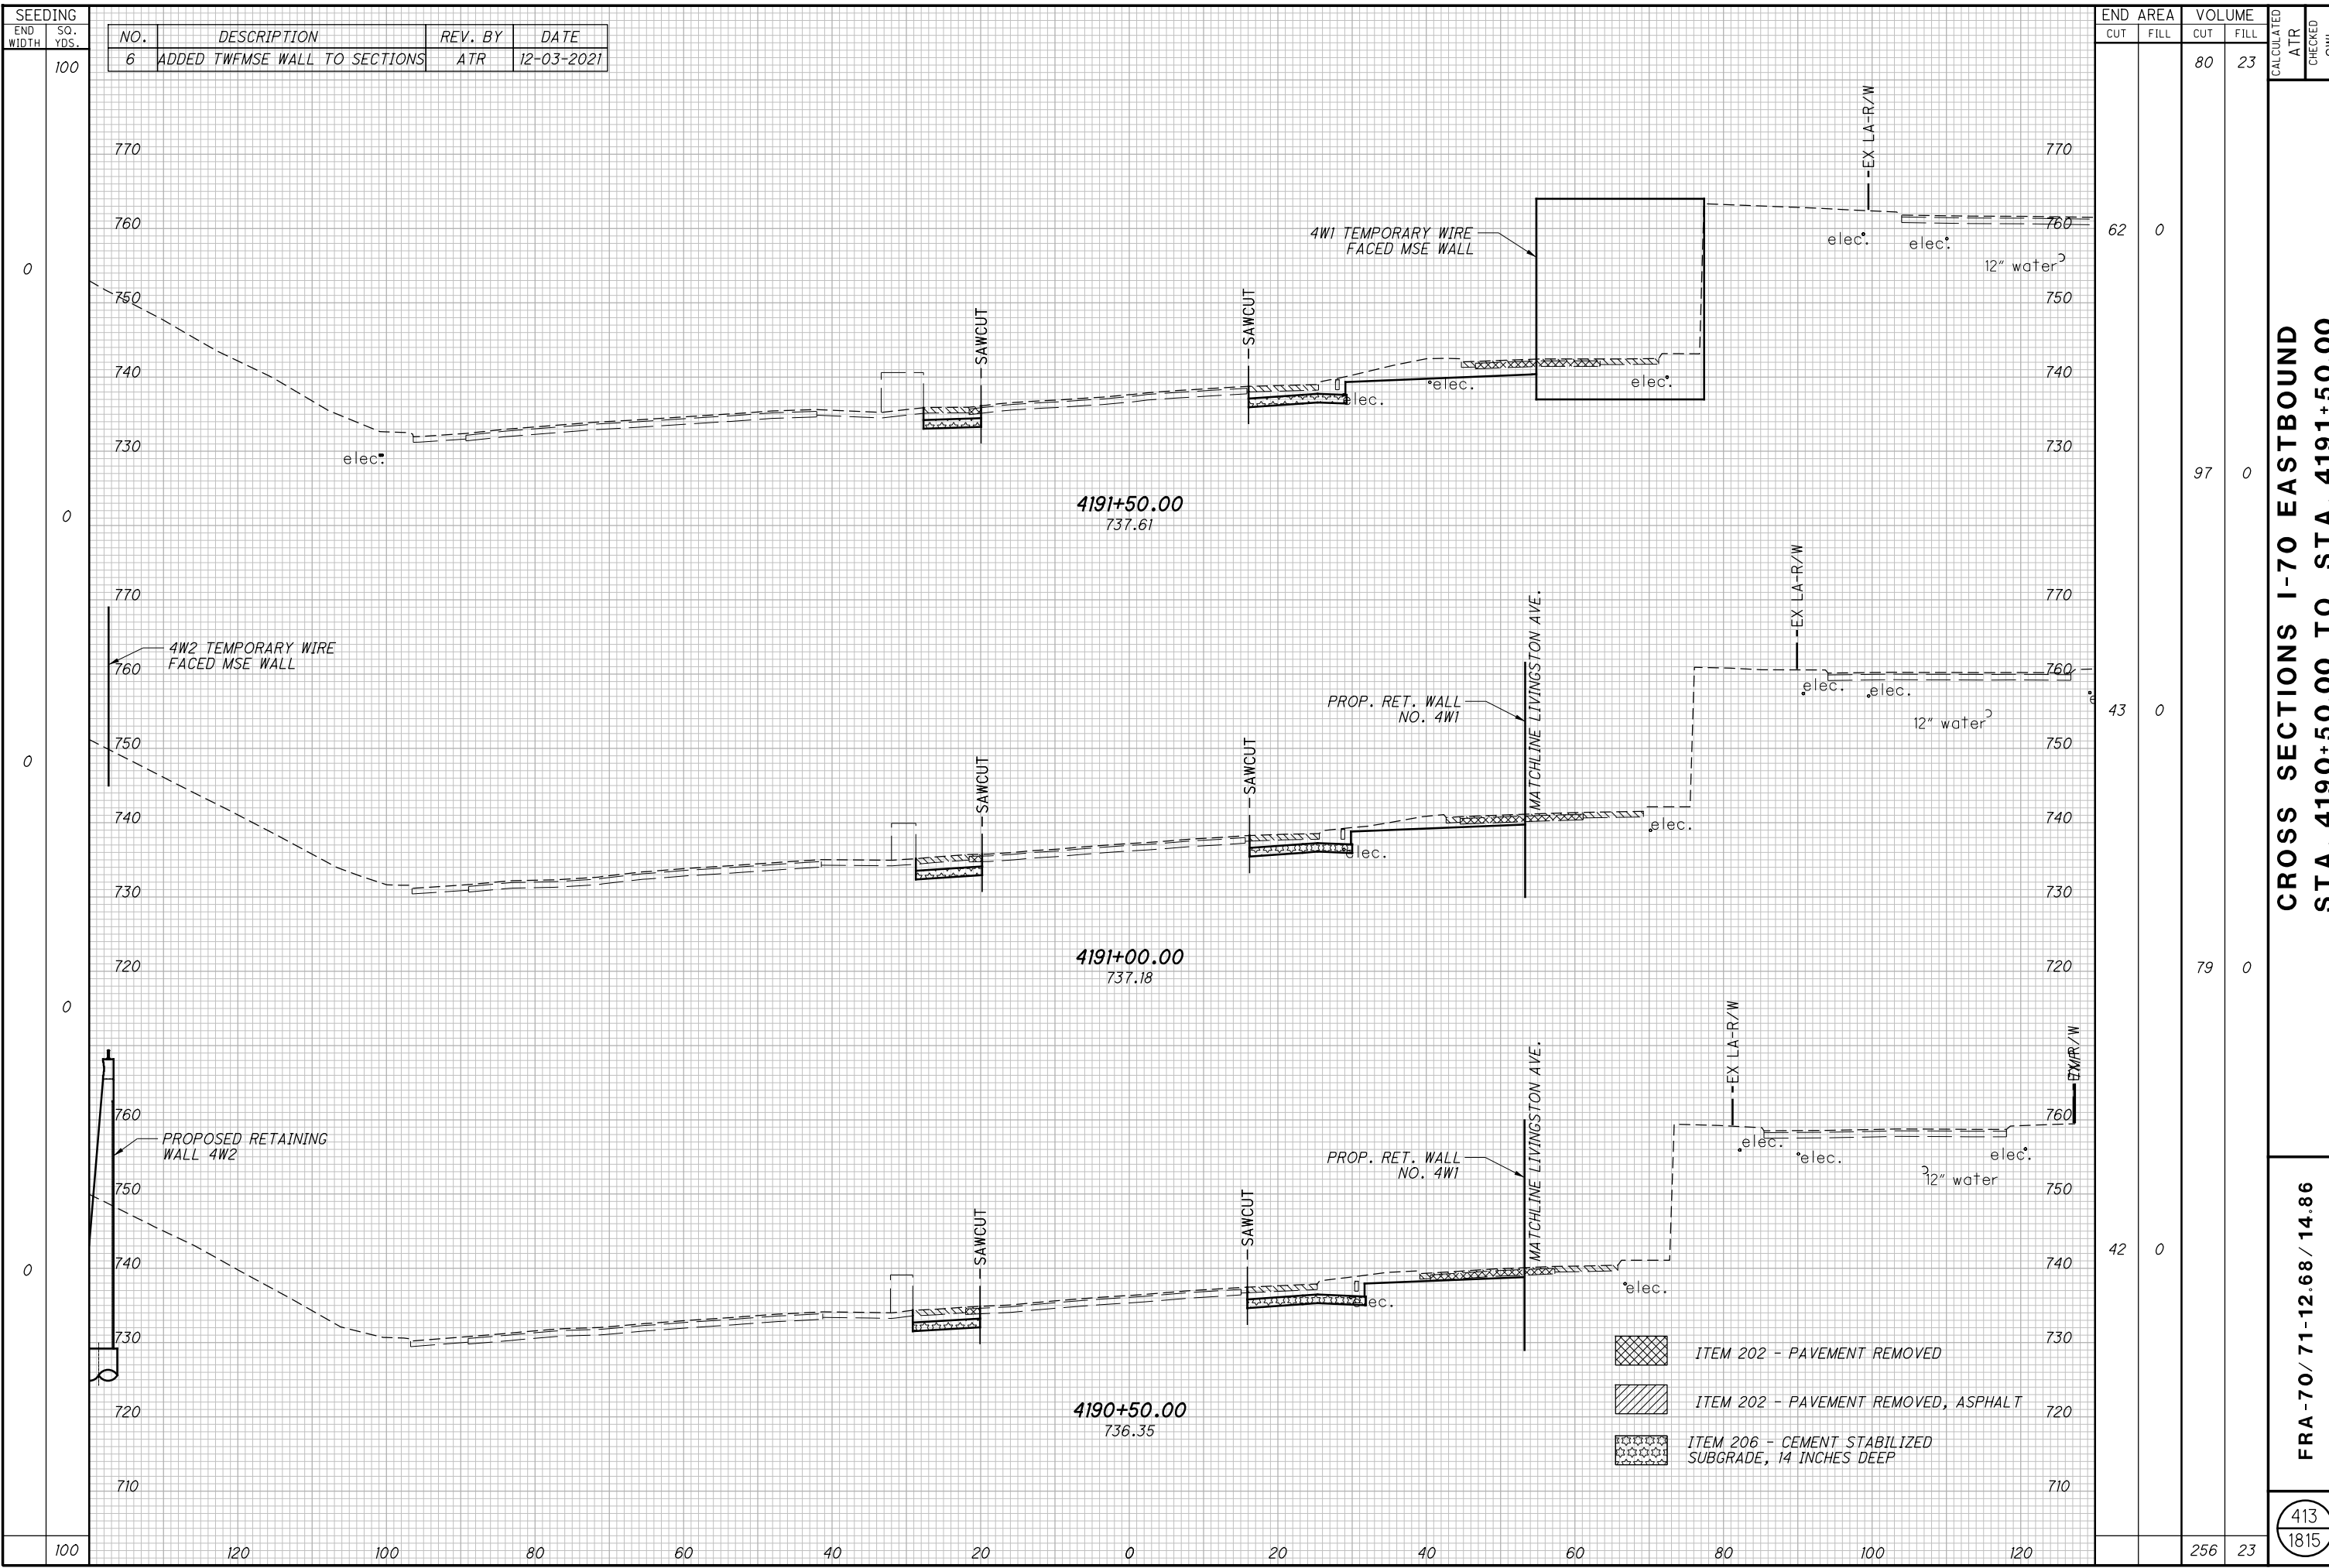 SEEDING
END WIDTH
SQ. YDS.
NO. DESCRIPTION REV. BY DATE
6 ADDED TWFMSE WALL TO SECTIONS ATR 12-03-2021
END AREA VOLUME
CUT FILL CUT FILL
CALCULATED
ATR
CHECKED
100
80 23
EX LA-R/W
770 770
760 760
4W1 TEMPORARY WIRE
FACED MSE WALL
62 0
elec. elec.
12" water
0
750 750
SAWCUT
SAWCUT
740 740
elec. elec.
elec.
730 730
elec.
97 0
4191+50.00
737.61
0
EX LA-R/W
770 770
MATCHLINE LIVINGSTON AVE.
4W2 TEMPORARY WIRE
FACED MSE WALL
760 760
elec. elec.
PROP. RET. WALL
NO. 4W1
43 0
12" water
750 750
0
SAWCUT
SAWCUT
740 740
elec.
elec.
730 730
4191+00.00
737.18
720 720
79 0
0
EX LA-R/W
EX R/W
MATCHLINE LIVINGSTON AVE.
760 760
PROPOSED RETAINING
WALL 4W2
elec.
elec. elec.
PROP. RET. WALL
NO. 4W1
12" water
750 750
SAWCUT
SAWCUT
42 0
740 740
0
elec.
elec.
730 730
ITEM 202 - PAVEMENT REMOVED
ITEM 202 - PAVEMENT REMOVED, ASPHALT
ITEM 206 - CEMENT STABILIZED
SUBGRADE, 14 INCHES DEEP
720 720
4190+50.00
736.35
710 710
100
120 100 80 60 40 20 0 20 40 60 80 100 120
256 23
CROSS SECTIONS I-70 EASTBOUND
STA. 4190+50.00 TO STA. 4191+50.00
FRA-70/71-12.68/14.86
413
1815